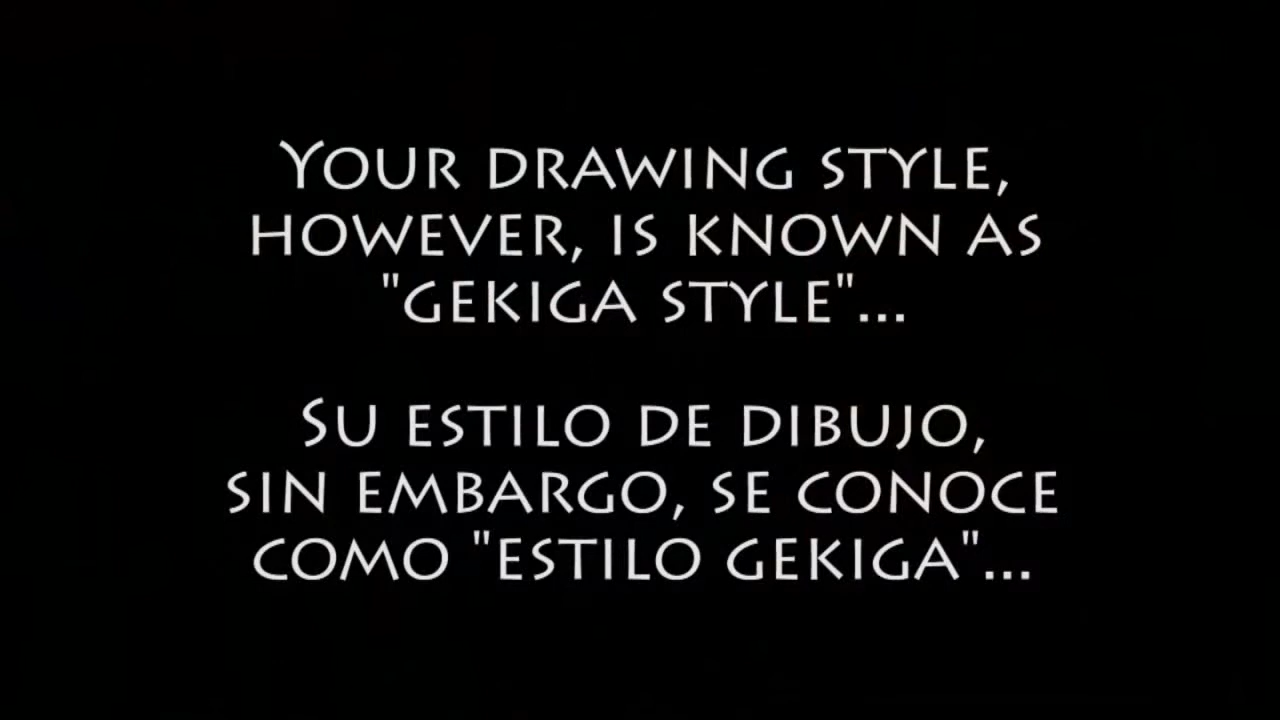 Your drawing style,
however, is known as
"gekiga style"...
Su estilo de dibujo,
sin embargo, se conoce
como "estilo gekiga"...